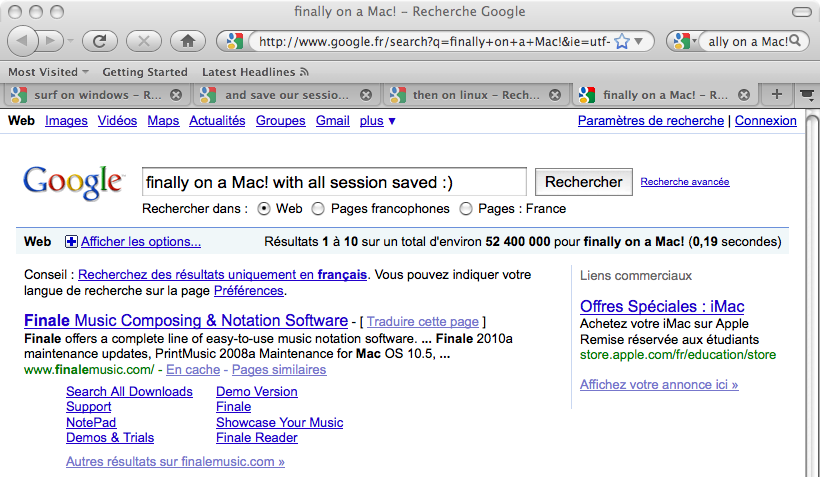 finally on a Mac! – Recherche Google
http://www.google.fr/search?q=finally+on+a+Mac!&ie=utf-
ally on a Mac!
Most Visited Getting Started Latest Headlines
surf on windows – R... and save our sessio... then on linux – Rech... finally on a Mac! – R...
Web Images Vidéos Maps Actualités Groupes Gmail plus ▼ Paramètres de recherche | Connexion
Google finally on a Mac! with all session saved :) Rechercher Recherche avancée
Rechercher dans : Web Pages francophones Pages : France
Web Afficher les options... Résultats 1 à 10 sur un total d'environ 52 400 000 pour finally on a Mac! (0,19 secondes)
Conseil : Recherchez des résultats uniquement en français. Vous pouvez indiquer votre
langue de recherche sur la page Préférences.
Finale Music Composing & Notation Software - [ Traduire cette page ]
Finale offers a complete line of easy-to-use music notation software. ... Finale 2010a
maintenance updates, PrintMusic 2008a Maintenance for Mac OS 10.5, ...
www.finalemusic.com/ - En cache - Pages similaires
Search All Downloads Demo Version
Support Finale
NotePad Showcase Your Music
Demos & Trials Finale Reader
Autres résultats sur finalemusic.com »
Liens commerciaux
Offres Spéciales : iMac
Achetez votre iMac sur Apple
Remise réservée aux étudiants
store.apple.com/fr/education/store
Affichez votre annonce ici »